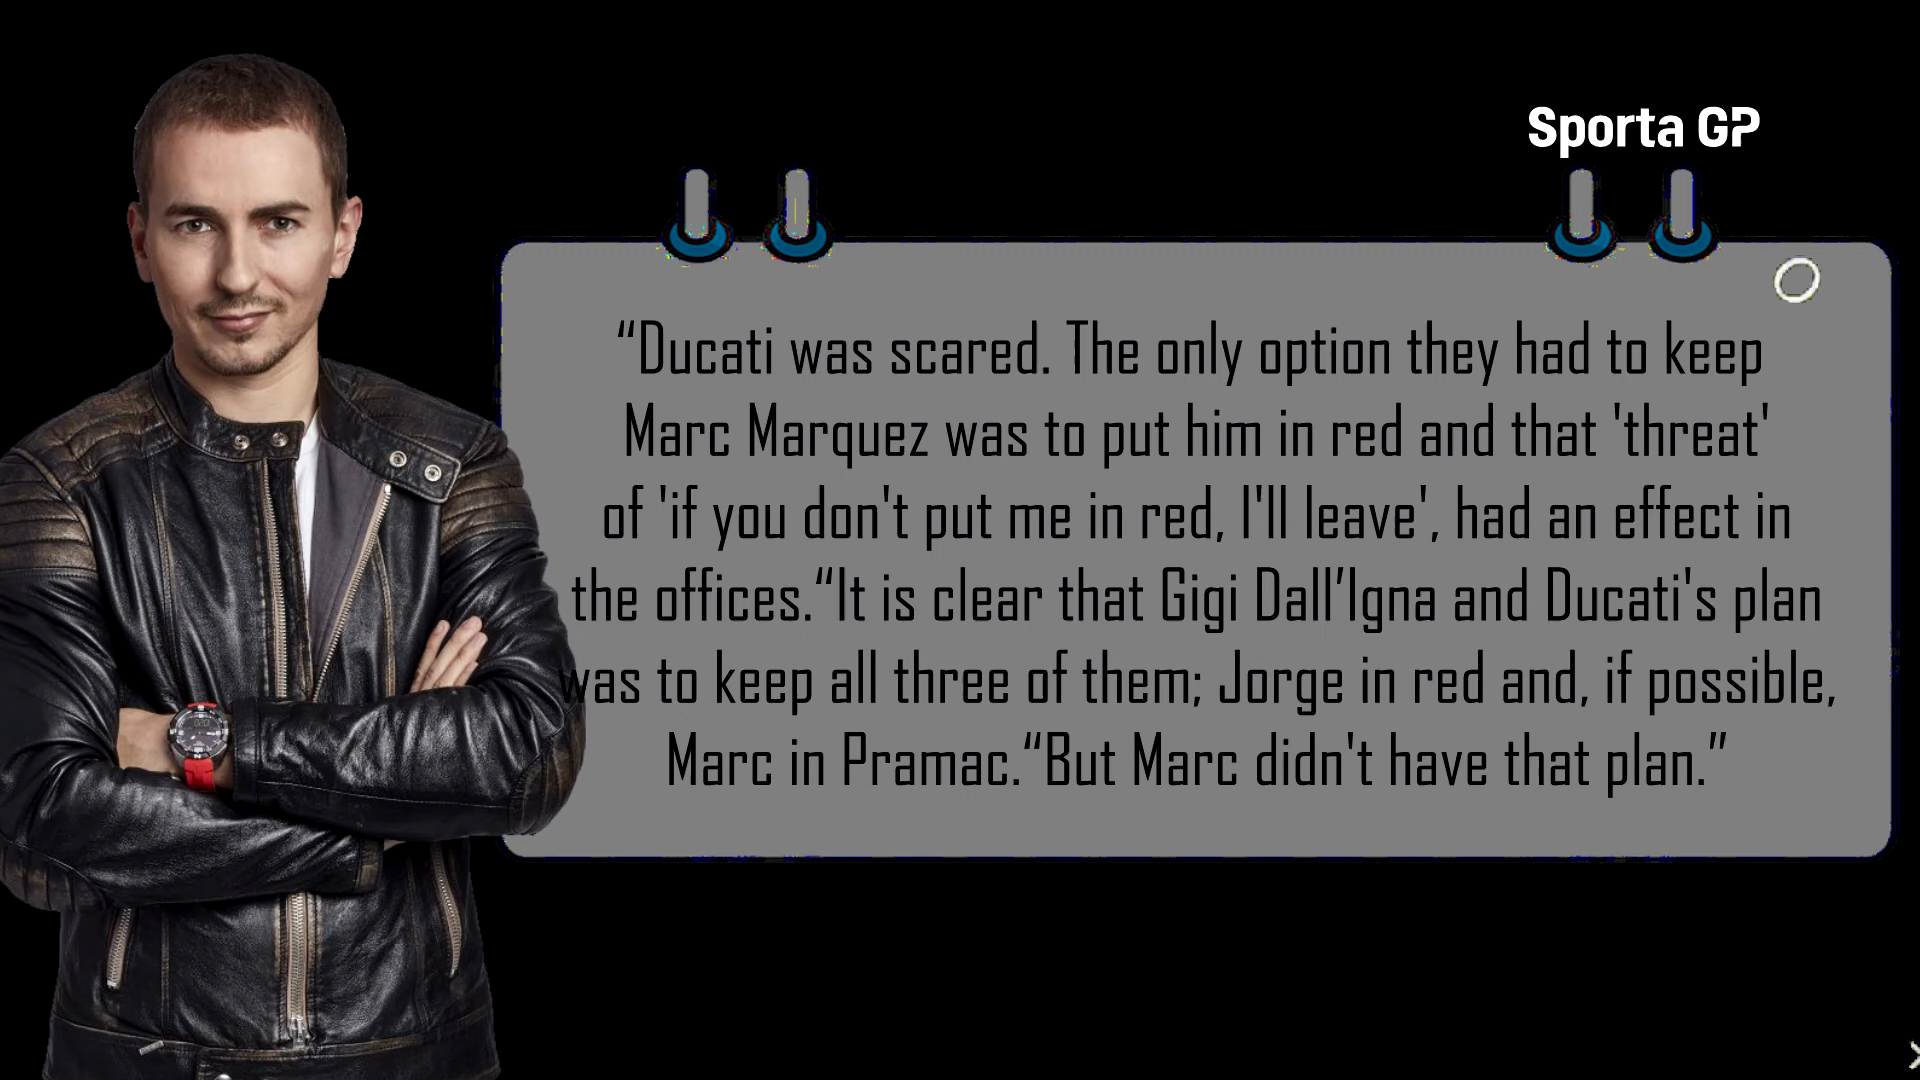 Sporta GP
“Ducati was scared. The only option they had to keep
Marc Marquez was to put him in red and that 'threat'
of 'if you don't put me in red, I'll leave', had an effect in
the offices.“It is clear that Gigi Dall’Igna and Ducati's plan
was to keep all three of them; Jorge in red and, if possible,
Marc in Pramac.“But Marc didn't have that plan.”